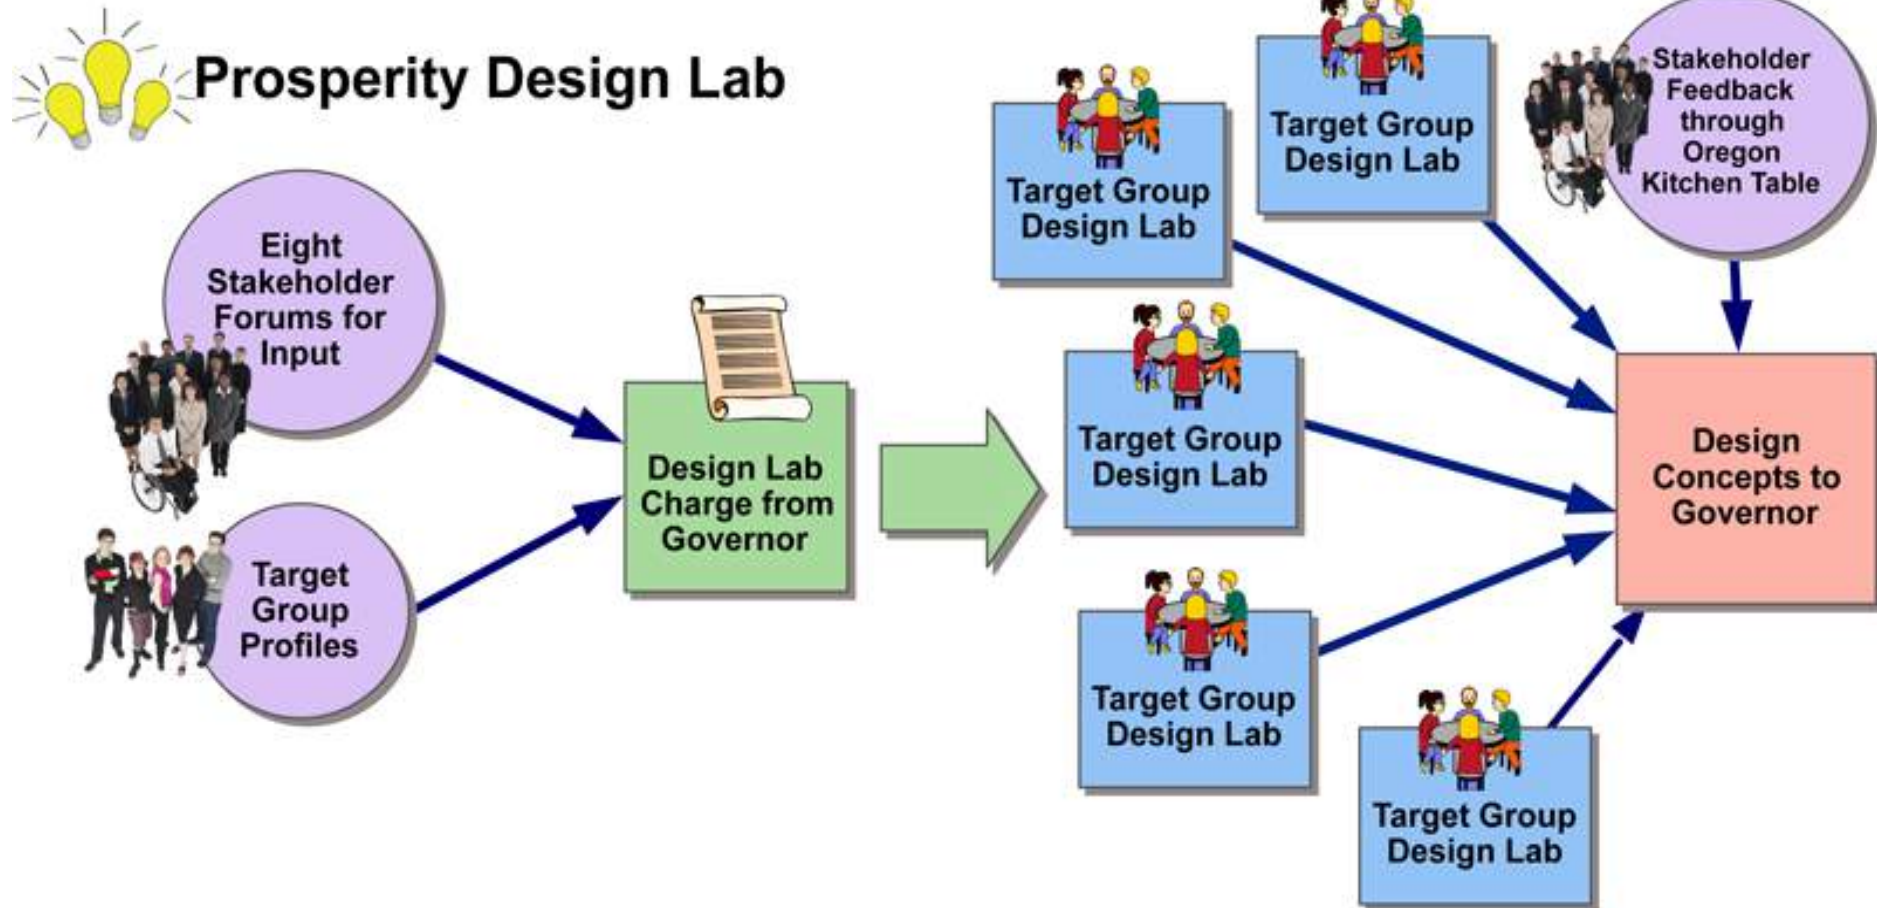 Prosperity Design Lab
Eight
Stakeholder
Forums for
Input
Target
Group
Profiles
Design Lab
Charge from
Governor
Target Group
Design Lab
Target Group
Design Lab
Target Group
Design Lab
Target Group
Design Lab
Target Group
Design Lab
Stakeholder
Feedback
through
Oregon
Kitchen Table
Design
Concepts to
Governor